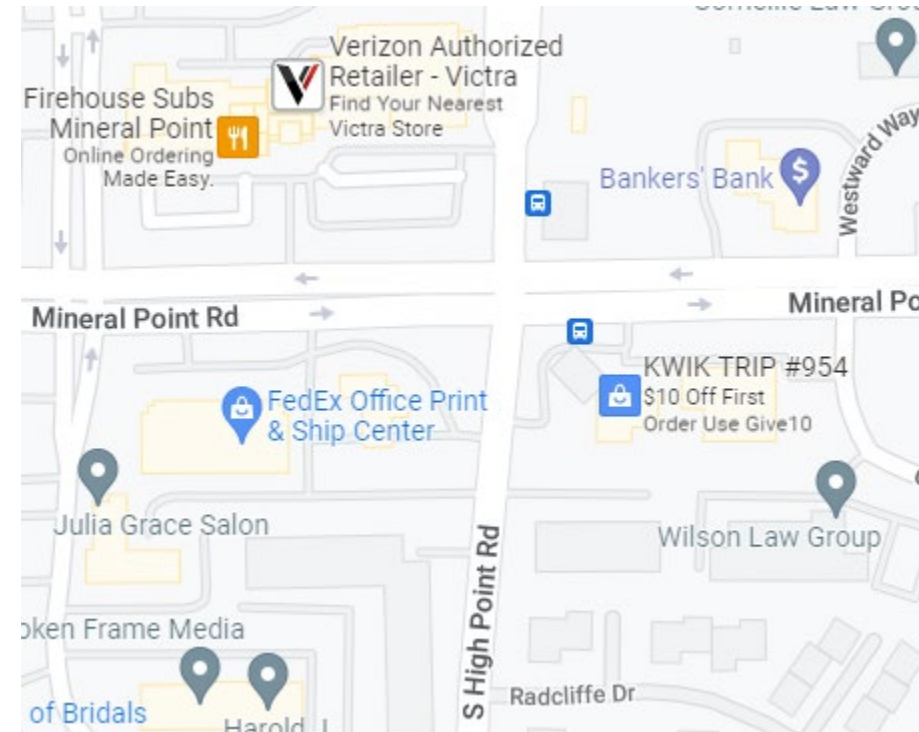 Verizon Authorized
Retailer - Victra
Find Your Nearest
Victra Store
Firehouse Subs
Mineral Point
Online Ordering
Made Easy.
Bankers' Bank
Westward Way
Mineral Point Rd
Mineral Po
KWIK TRIP #954
$10 Off First
Order Use Give10
FedEx Office Print
& Ship Center
Julia Grace Salon
Wilson Law Group
S High Point Rd
oken Frame Media
Radcliffe Dr
of Bridals
Harold J